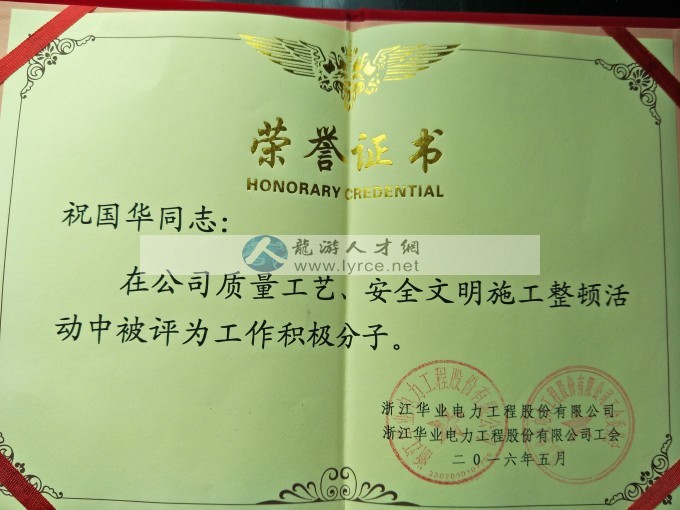 荣誉证书
HONORARY CREDENTIAL
祝国华同志：
龍游人才網
www.lyrce.net
在公司质量工艺、安全文明施工整顿活
动中被评为工作积极分子。
浙江华业电力工程股份有限公司
浙江华业电力工程股份有限公司工会
二〇一六年五月